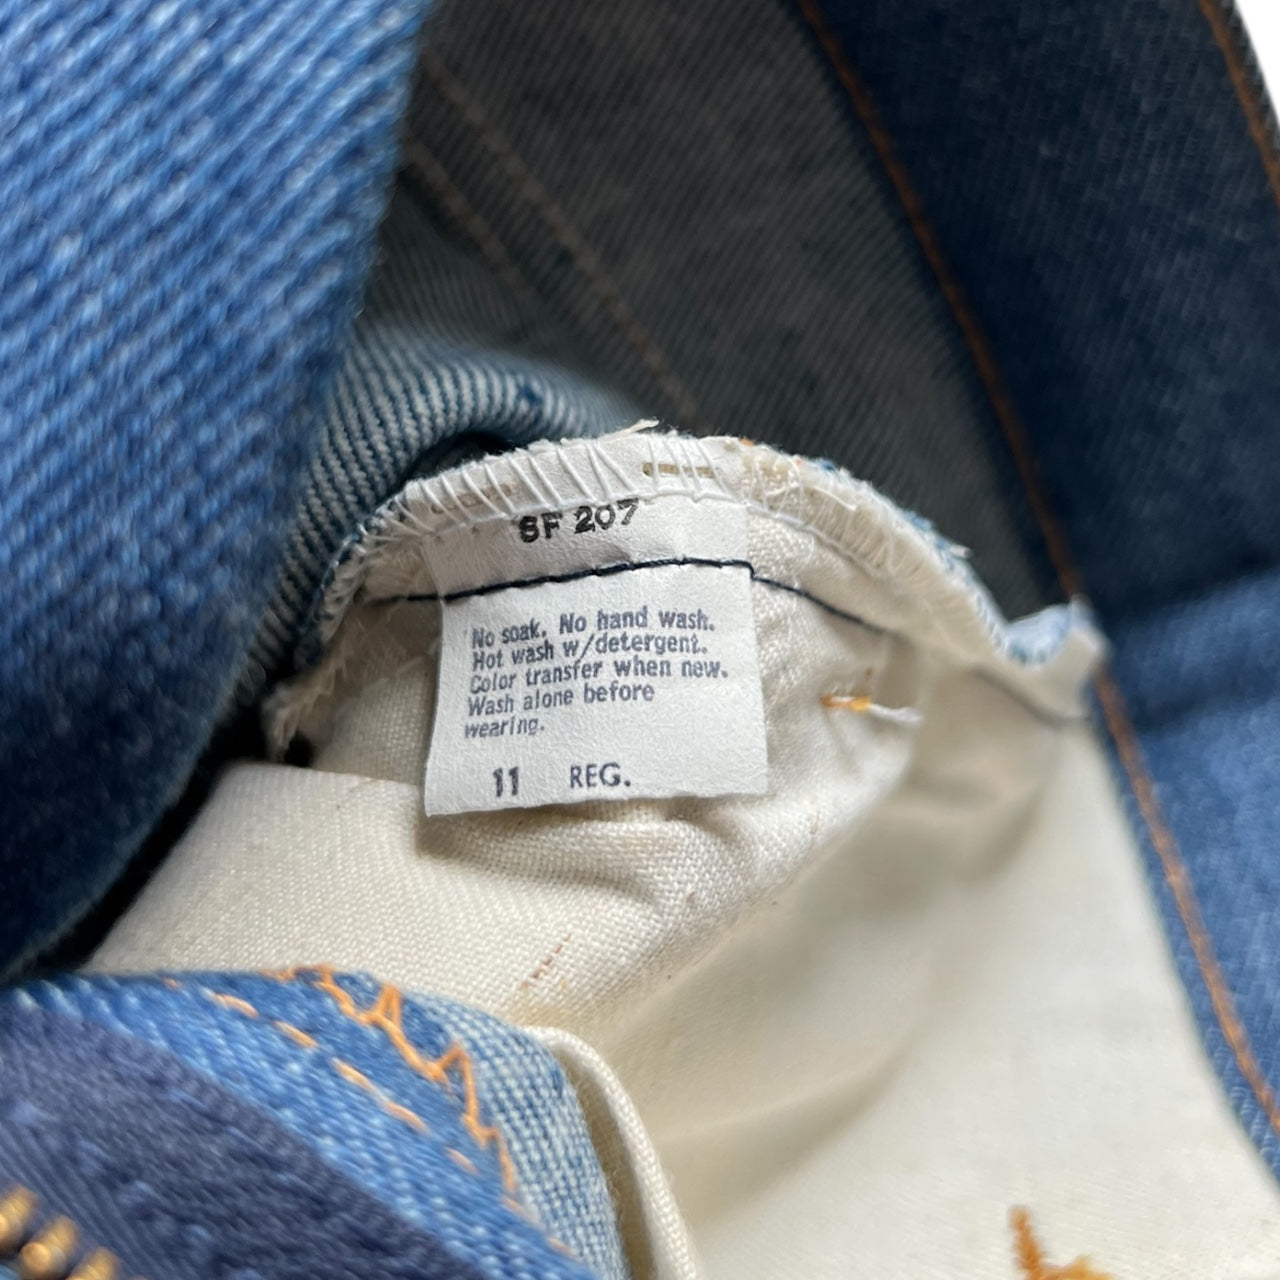 SF 207
No soak. No hand wash.
Hot wash w/detergent.
Color transfer when new.
Wash alone before
wearing.
11 REG.